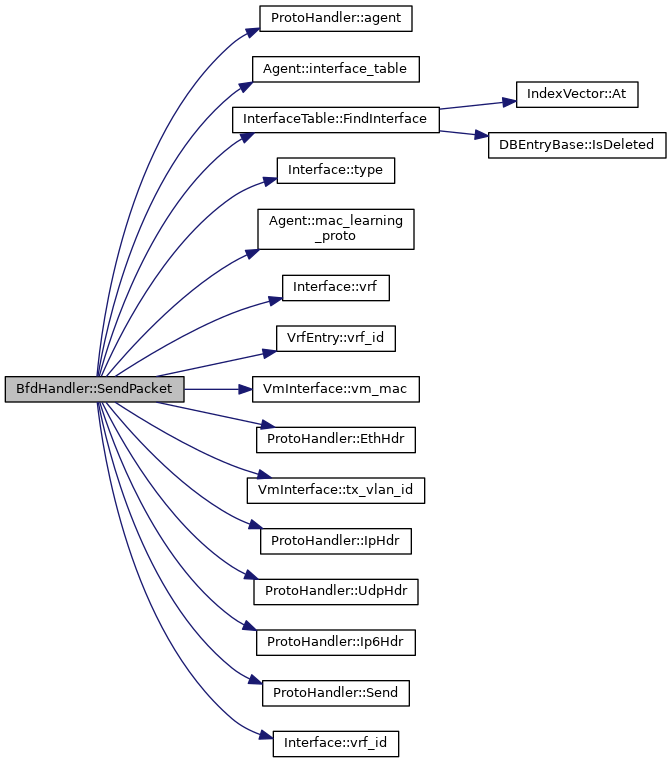 ProtoHandler::agent
Agent::interface_table
InterfaceTable::FindInterface
IndexVector::At
DBEntryBase::IsDeleted
Interface::type
Agent::mac_learning
_proto
Interface::vrf
VrfEntry::vrf_id
BfdHandler::SendPacket
VmInterface::vm_mac
ProtoHandler::EthHdr
VmInterface::tx_vlan_id
ProtoHandler::IpHdr
ProtoHandler::UdpHdr
ProtoHandler::Ip6Hdr
ProtoHandler::Send
Interface::vrf_id